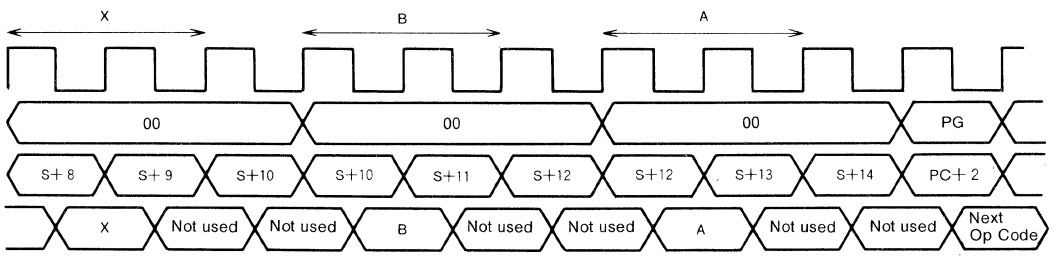 X B A
00 00 00 PG
S+8 S+9 S+10 S+10 S+11 S+12 S+12 S+13 S+14 PC+2
X Not used Not used B Not used Not used A Not used Not used Next
Op Code